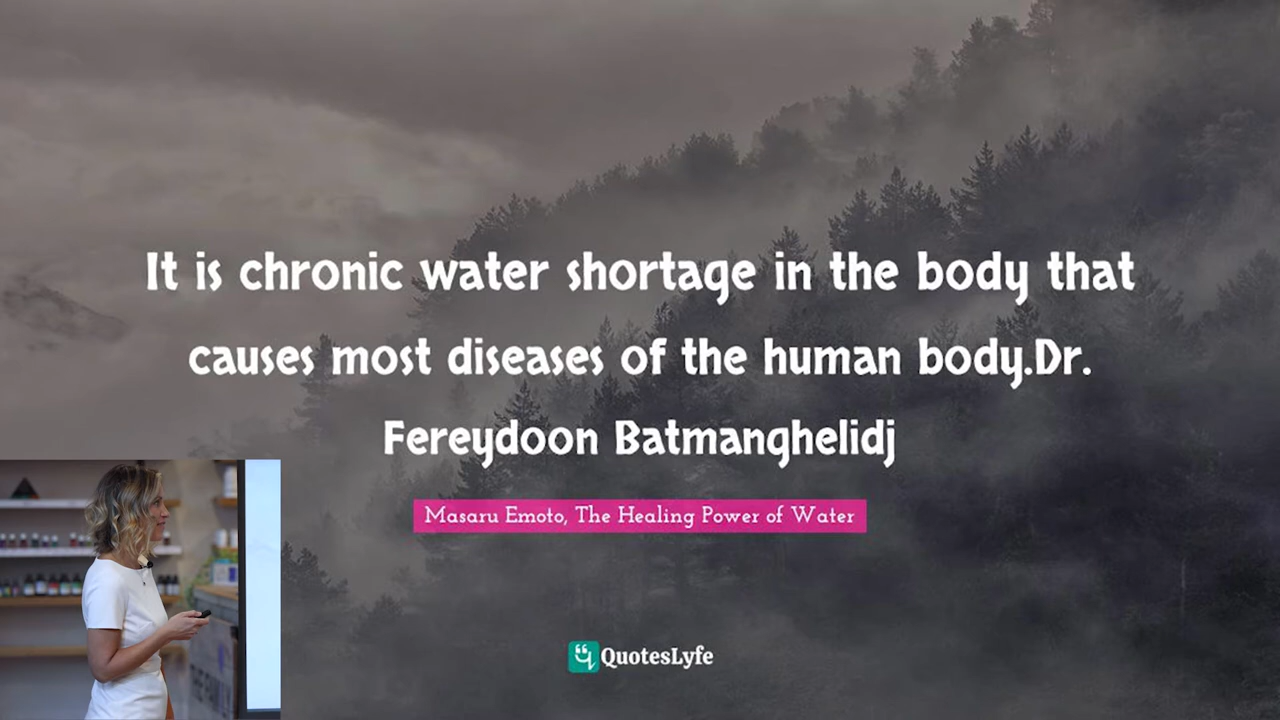 It is chronic water shortage in the body that
causes most diseases of the human body.Dr.
Fereydoon Batmanghelidj
Masaru Emoto, The Healing Power of Water
QuotesLyfe